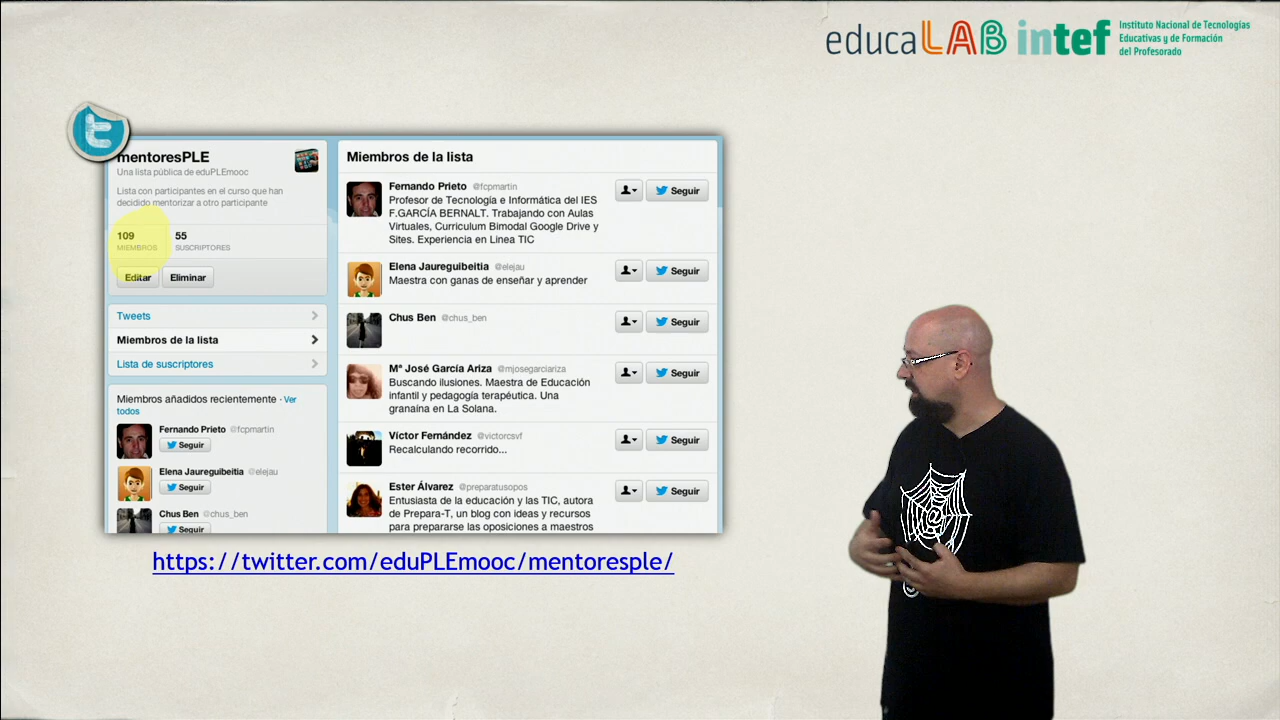 educaLAB intef
Instituto Nacional de Tecnologías
Educativas y de Formación
del Profesorado
mentoresPLE
Una lista pública de eduPLEmooc
Lista con participantes en el curso que han
decidido mentorizar a otro participante
109 55
MIEMBROS SUSCRIPTORES
Editar Eliminar
Tweets
Miembros de la lista
Lista de suscriptores
Miembros añadidos recientemente · Ver
todos
Fernando Prieto @fcpmartin
Seguir
Elena Jaureguibeitia @elejau
Seguir
Chus Ben @chus_ben
Seguir
Miembros de la lista
Fernando Prieto @fcpmartin
Seguir
Profesor de Tecnología e Informática del IES
F.GARCÍA BERNALT. Trabajando con Aulas
Virtuales, Curriculum Bimodal Google Drive y
Sites. Experiencia en Línea TIC
Elena Jaureguibeitia @elejau
Seguir
Maestra con ganas de enseñar y aprender
Chus Ben @chus_ben
Seguir
Mª José García Ariza @mjosegarciariza
Seguir
Buscando ilusiones. Maestra de Educación
infantil y pedagogía terapéutica. Una
granaína en La Solana.
Víctor Fernández @victorcsvf
Seguir
Recalculando recorrido...
Ester Álvarez @preparatusopos
Seguir
Entusiasta de la educación y las TIC, autora
de Prepara-T, un blog con ideas y recursos
para prepararse las oposiciones a maestros
https://twitter.com/eduPLEmooc/mentoresple/
@